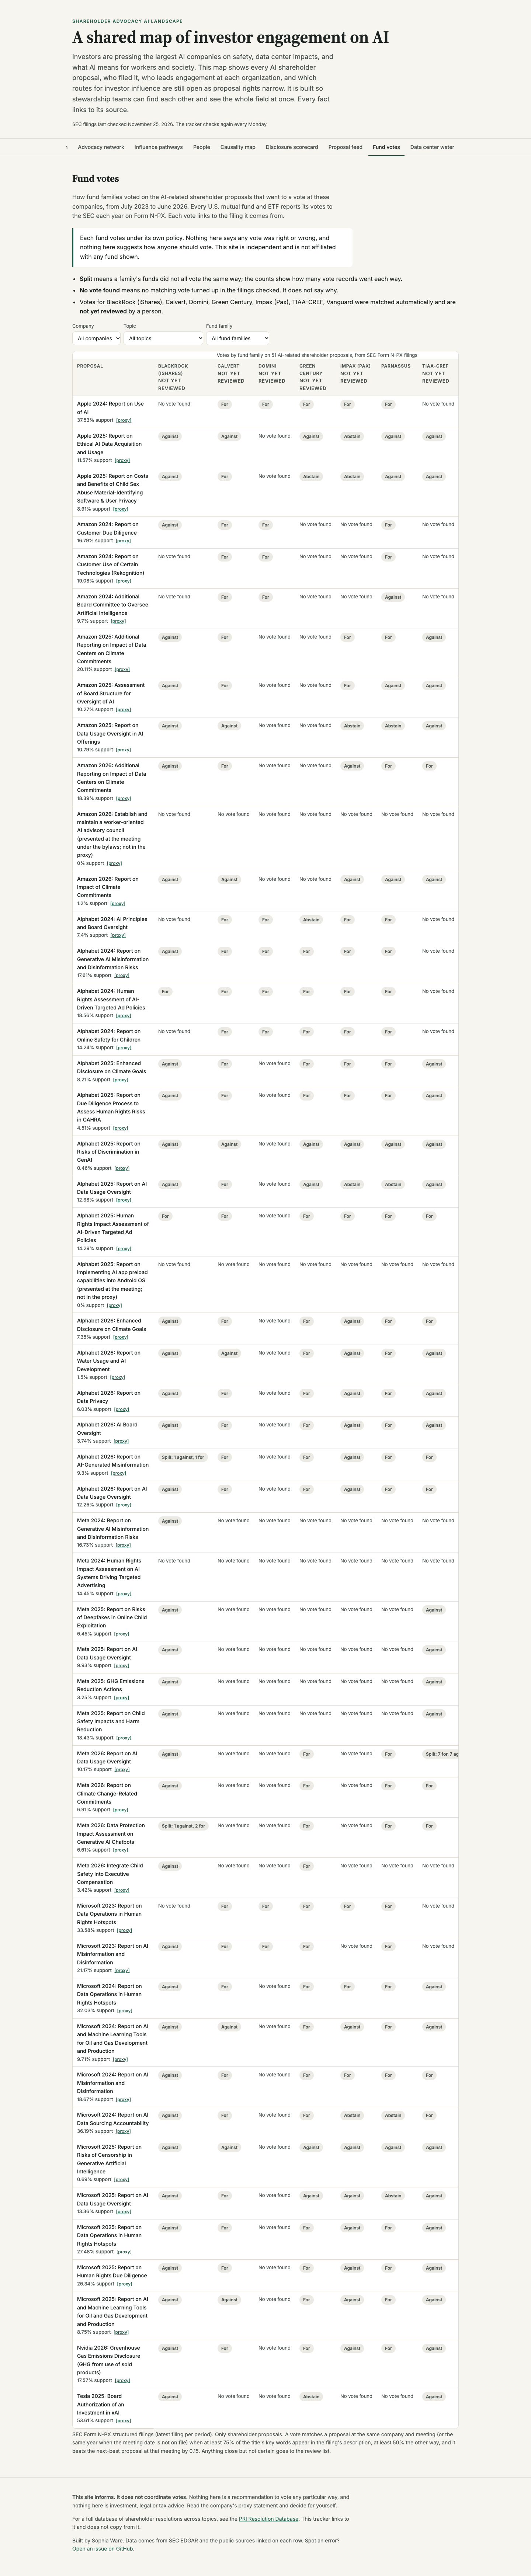 SHAREHOLDER ADVOCACY AI LANDSCAPE
A shared map of investor engagement on AI
Investors are pressing the largest AI companies on safety, data center impacts, and
what AI means for workers and society. This map shows every AI shareholder
proposal, who filed it, who leads engagement at each organization, and which
routes for investor influence are still open as proposal rights narrow. It is built so
stewardship teams can find each other and see the whole field at once. Every fact
links to its source.
SEC filings last checked November 25, 2026. The tracker checks again every Monday.
Advocacy network Influence pathways People Causality map Disclosure scorecard Proposal feed Fund votes Data center water
Fund votes
How fund families voted on the AI-related shareholder proposals that went to a vote at these
companies, from July 2023 to June 2026. Every U.S. mutual fund and ETF reports its votes to
the SEC each year on Form N-PX. Each vote links to the filing it comes from.
Each fund votes under its own policy. Nothing here says any vote was right or wrong, and
nothing here suggests how anyone should vote. This site is independent and is not affiliated
with any fund shown.
• Split means a family's funds did not all vote the same way; the counts show how many vote records went each way.
• No vote found means no matching vote turned up in the filings checked. It does not say why.
• Votes for BlackRock (iShares), Calvert, Domini, Green Century, Impax (Pax), TIAA-CREF, Vanguard were matched automatically and are
not yet reviewed by a person.
Company Topic Fund family
All companies All topics All fund families
Votes by fund family on 51 AI-related shareholder proposals, from SEC Form N-PX filings
PROPOSAL BLACKROCK (ISHARES) NOT YET REVIEWED CALVERT NOT YET REVIEWED DOMINI NOT YET REVIEWED GREEN CENTURY NOT YET REVIEWED IMPAX (PAX) NOT YET REVIEWED PARNASSUS TIAA-CREF NOT YET REVIEWED
Apple 2024: Report on Use of AI 37.53% support (proxy) No vote found For For For For For No vote found
Apple 2025: Report on Ethical AI Data Acquisition and Usage 11.57% support (proxy) Against Against No vote found Against Abstain Against Against
Apple 2025: Report on Costs and Benefits of Child Sex Abuse Material-Identifying Software & User Privacy 8.91% support (proxy) Against For No vote found Abstain Abstain Against Against
Amazon 2024: Report on Customer Due Diligence 16.79% support (proxy) Against For For No vote found No vote found For No vote found
Amazon 2024: Report on Customer Use of Certain Technologies (Rekognition) 19.08% support (proxy) No vote found For For No vote found No vote found For No vote found
Amazon 2024: Additional Board Committee to Oversee Artificial Intelligence 9.7% support (proxy) No vote found For For No vote found No vote found Against No vote found
Amazon 2025: Additional Reporting on Impact of Data Centers on Climate Commitments 20.11% support (proxy) Against For No vote found No vote found For For Against
Amazon 2025: Assessment of Board Structure for Oversight of AI 10.27% support (proxy) Against For No vote found No vote found For Against Against
Amazon 2025: Report on Data Usage Oversight in AI Offerings 10.79% support (proxy) Against Against No vote found No vote found Abstain Abstain Against
Amazon 2026: Additional Reporting on Impact of Data Centers on Climate Commitments 18.39% support (proxy) Against For No vote found No vote found Against For For
Amazon 2026: Establish and maintain a worker-oriented AI advisory council (presented at the meeting under the bylaws; not in the proxy) 0% support (proxy) No vote found No vote found No vote found No vote found No vote found No vote found No vote found
Amazon 2026: Report on Impact of Climate Commitments 1.2% support (proxy) Against Against No vote found No vote found Against Against Against
Alphabet 2024: AI Principles and Board Oversight 7.4% support (proxy) No vote found For For Abstain For For No vote found
Alphabet 2024: Report on Generative AI Misinformation and Disinformation Risks 17.61% support (proxy) Against For For For For For No vote found
Alphabet 2024: Human Rights Assessment of AI-Driven Targeted Ad Policies 18.56% support (proxy) For For For For For For No vote found
Alphabet 2024: Report on Online Safety for Children 14.24% support (proxy) No vote found For For For For For No vote found
Alphabet 2025: Enhanced Disclosure on Climate Goals 8.21% support (proxy) Against For No vote found For For For Against
Alphabet 2025: Report on Due Diligence Process to Assess Human Rights Risks in CAHRA 4.51% support (proxy) Against For No vote found For For For Against
Alphabet 2025: Report on Risks of Discrimination in GenAI 0.46% support (proxy) Against Against No vote found Against Against Against Against
Alphabet 2025: Report on AI Data Usage Oversight 12.38% support (proxy) Against For No vote found Against Abstain Abstain Against
Alphabet 2025: Human Rights Impact Assessment of AI-Driven Targeted Ad Policies 14.29% support (proxy) For For No vote found For For For For
Alphabet 2025: Report on implementing AI app preload capabilities into Android OS (presented at the meeting; not in the proxy) 0% support (proxy) No vote found No vote found No vote found No vote found No vote found No vote found No vote found
Alphabet 2026: Enhanced Disclosure on Climate Goals 7.35% support (proxy) Against For No vote found For Against For For
Alphabet 2026: Report on Water Usage and AI Development 1.5% support (proxy) Against Against No vote found For Against For Against
Alphabet 2026: Report on Data Privacy 6.03% support (proxy) Against For No vote found For Against For For
Alphabet 2026: AI Board Oversight 3.74% support (proxy) Against For No vote found For Against For Against
Alphabet 2026: Report on AI-Generated Misinformation 9.3% support (proxy) Split: 1 against, 1 for For No vote found For Against For For
Alphabet 2026: Report on AI Data Usage Oversight 12.26% support (proxy) Against For No vote found For Against For For
Meta 2024: Report on Generative AI Misinformation and Disinformation Risks 16.73% support (proxy) Against No vote found No vote found No vote found No vote found No vote found No vote found
Meta 2024: Human Rights Impact Assessment on AI Systems Driving Targeted Advertising 14.45% support (proxy) No vote found No vote found No vote found No vote found No vote found No vote found No vote found
Meta 2025: Report on Risks of Deepfakes in Online Child Exploitation 6.45% support (proxy) Against No vote found No vote found No vote found No vote found No vote found Against
Meta 2025: Report on AI Data Usage Oversight 9.93% support (proxy) Against No vote found No vote found No vote found No vote found No vote found Against
Meta 2025: GHG Emissions Reduction Actions 3.25% support (proxy) Against No vote found No vote found No vote found No vote found No vote found Against
Meta 2025: Report on Child Safety Impacts and Harm Reduction 13.43% support (proxy) Against No vote found No vote found No vote found No vote found No vote found Against
Meta 2026: Report on AI Data Usage Oversight 10.17% support (proxy) Against No vote found No vote found For No vote found For Split: 7 for, 7 ag
Meta 2026: Report on Climate Change-Related Commitments 6.91% support (proxy) Against No vote found No vote found For No vote found For For
Meta 2026: Data Protection Impact Assessment on Generative AI Chatbots 6.61% support (proxy) Split: 1 against, 2 for No vote found No vote found For No vote found For For
Meta 2026: Integrate Child Safety into Executive Compensation 3.42% support (proxy) Against No vote found No vote found For No vote found No vote found No vote found
Microsoft 2023: Report on Data Operations in Human Rights Hotspots 33.58% support (proxy) No vote found For For For For For No vote found
Microsoft 2023: Report on AI Misinformation and Disinformation 21.17% support (proxy) Against For For For No vote found For No vote found
Microsoft 2024: Report on Data Operations in Human Rights Hotspots 32.03% support (proxy) Against For No vote found For For For Against
Microsoft 2024: Report on AI and Machine Learning Tools for Oil and Gas Development and Production 9.71% support (proxy) Against Against No vote found For Against For Against
Microsoft 2024: Report on AI Misinformation and Disinformation 18.67% support (proxy) Against For No vote found For For For For
Microsoft 2024: Report on AI Data Sourcing Accountability 36.19% support (proxy) Against For No vote found For Abstain Abstain For
Microsoft 2025: Report on Risks of Censorship in Generative Artificial Intelligence 0.69% support (proxy) Against Against No vote found Against Against Against Against
Microsoft 2025: Report on AI Data Usage Oversight 13.36% support (proxy) Against For No vote found Against Against Abstain Against
Microsoft 2025: Report on Data Operations in Human Rights Hotspots 27.48% support (proxy) Against For No vote found For Against For Against
Microsoft 2025: Report on Human Rights Due Diligence 26.34% support (proxy) Against For No vote found For Against For Against
Microsoft 2025: Report on AI and Machine Learning Tools for Oil and Gas Development and Production 8.75% support (proxy) Against Against No vote found For Against For Against
Nvidia 2026: Greenhouse Gas Emissions Disclosure (GHG from use of sold products) 17.57% support (proxy) Against For No vote found For Against For Against
Tesla 2025: Board Authorization of an Investment in xAI 53.61% support (proxy) Against No vote found No vote found Abstain No vote found No vote found Against
SEC Form N-PX structured filings (latest filing per period). Only shareholder proposals. A vote matches a proposal at the same company and meeting (or the
same year when the meeting date is not on file) when at least 75% of the title's key words appear in the filing's description, at least 50% the other way, and it
beats the next-best proposal at that meeting by 0.15. Anything close but not certain goes to the review list.
This site informs. It does not coordinate votes. Nothing here is a recommendation to vote any particular way, and
nothing here is investment, legal or tax advice. Read the company's proxy statement and decide for yourself.
For a full database of shareholder resolutions across topics, see the PRI Resolution Database. This tracker links to
it and does not copy from it.
Built by Sophia Ware. Data comes from SEC EDGAR and the public sources linked on each row. Spot an error?
Open an issue on GitHub.